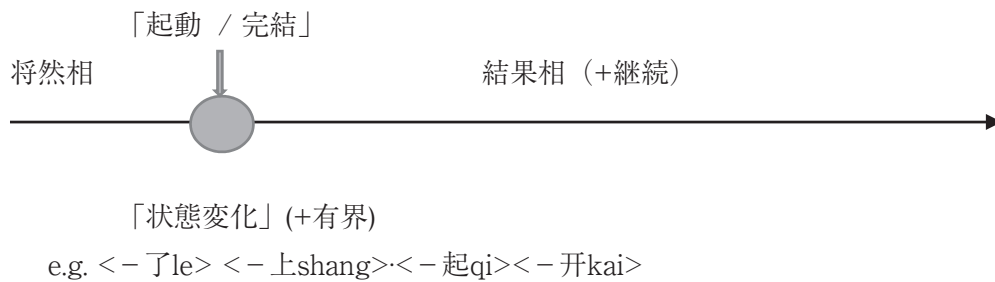 「起動 / 完結」
将然相 結果相（+継続）
「状態変化」(+有界)
e.g. <－了le> <－上shang>·<－起qi><－开kai>